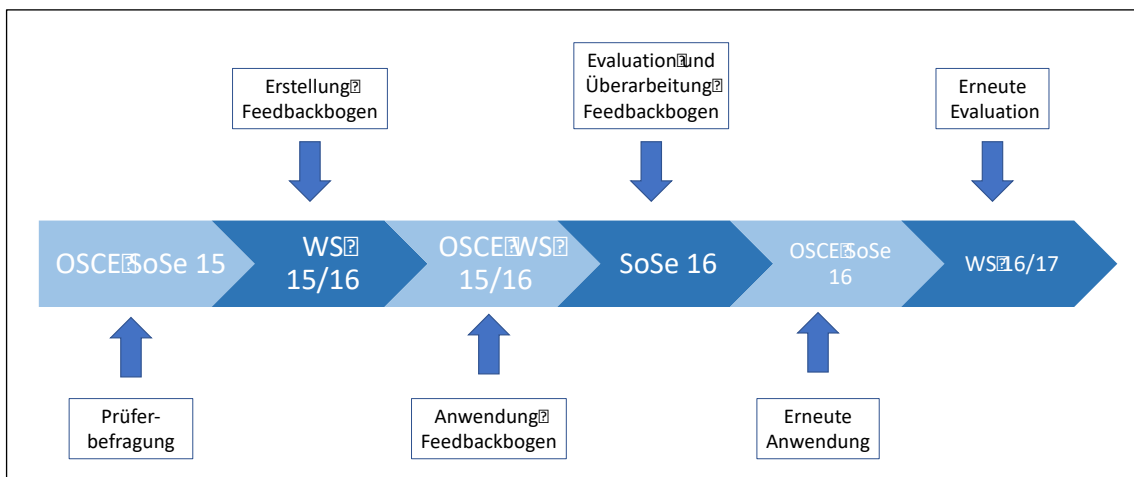 Erstellung
Feedbackbogen
Evaluation und
Überarbeitung
Feedbackbogen
Erneute
Evaluation
OSCE SoSe 15
WS
15/16
OSCE WS
15/16
SoSe 16
OSCE SoSe
16
WS 16/17
Prüfer-
befragung
Anwendung
Feedbackbogen
Erneute
Anwendung